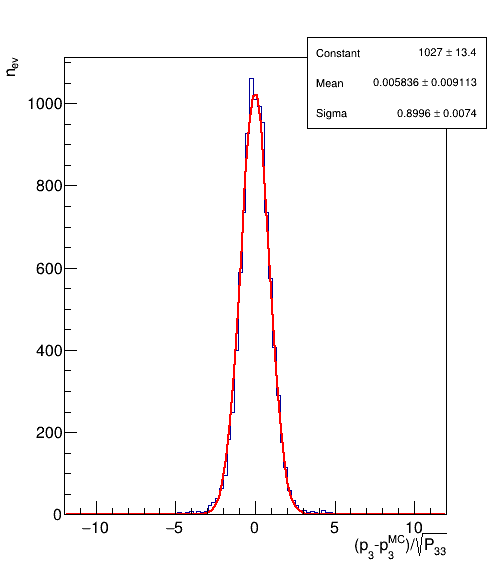 Constant 1027 ± 13.4
Mean 0.005836 ± 0.009113
Sigma 0.8996 ± 0.0074
n_ev
1000
800
600
400
200
0
−10 −5 0 5 10
(p_3-p_3^MC)/√P_33